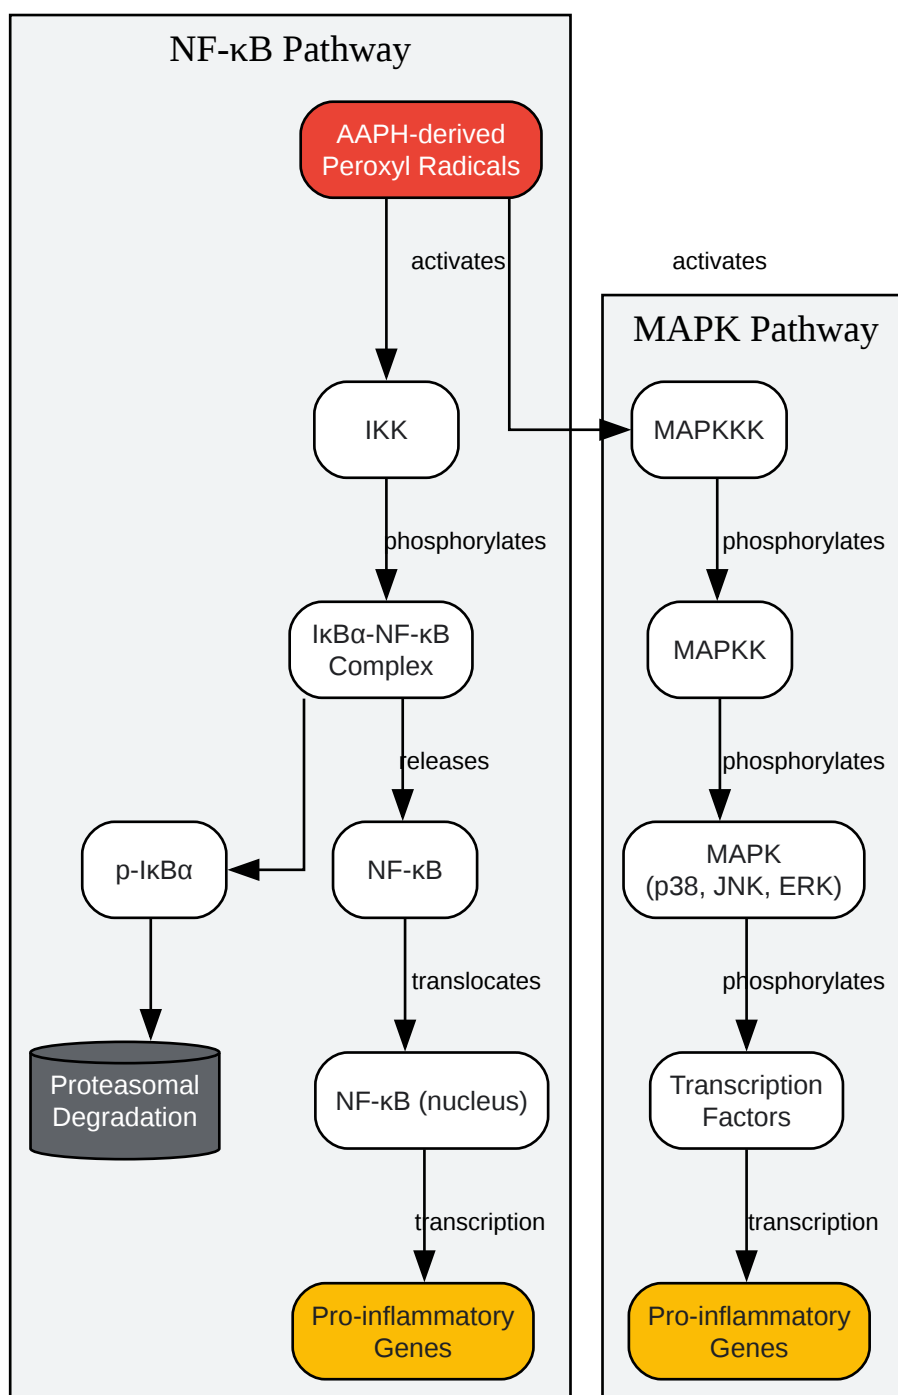 NF-κB Pathway
AAPH-derived
Peroxyl Radicals
activates
activates
MAPK Pathway
IKK
MAPKKK
phosphorylates
phosphorylates
IκBα-NF-κB
Complex
MAPKK
releases
phosphorylates
p-IκBα
NF-κB
MAPK
(p38, JNK, ERK)
translocates
phosphorylates
Proteasomal
Degradation
NF-κB (nucleus)
Transcription
Factors
transcription
transcription
Pro-inflammatory
Genes
Pro-inflammatory
Genes